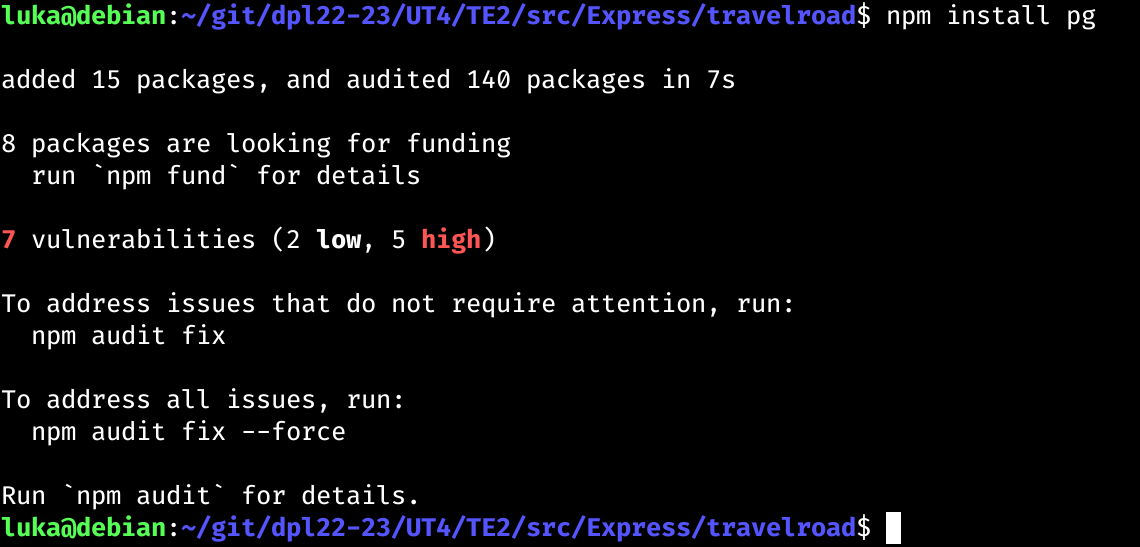 luka@debian:~/git/dpl22-23/UT4/TE2/src/Express/travelroad$ npm install pg
added 15 packages, and audited 140 packages in 7s
8 packages are looking for funding
  run `npm fund` for details
7 vulnerabilities (2 low, 5 high)
To address issues that do not require attention, run:
  npm audit fix
To address all issues, run:
  npm audit fix --force
Run `npm audit` for details.
luka@debian:~/git/dpl22-23/UT4/TE2/src/Express/travelroad$